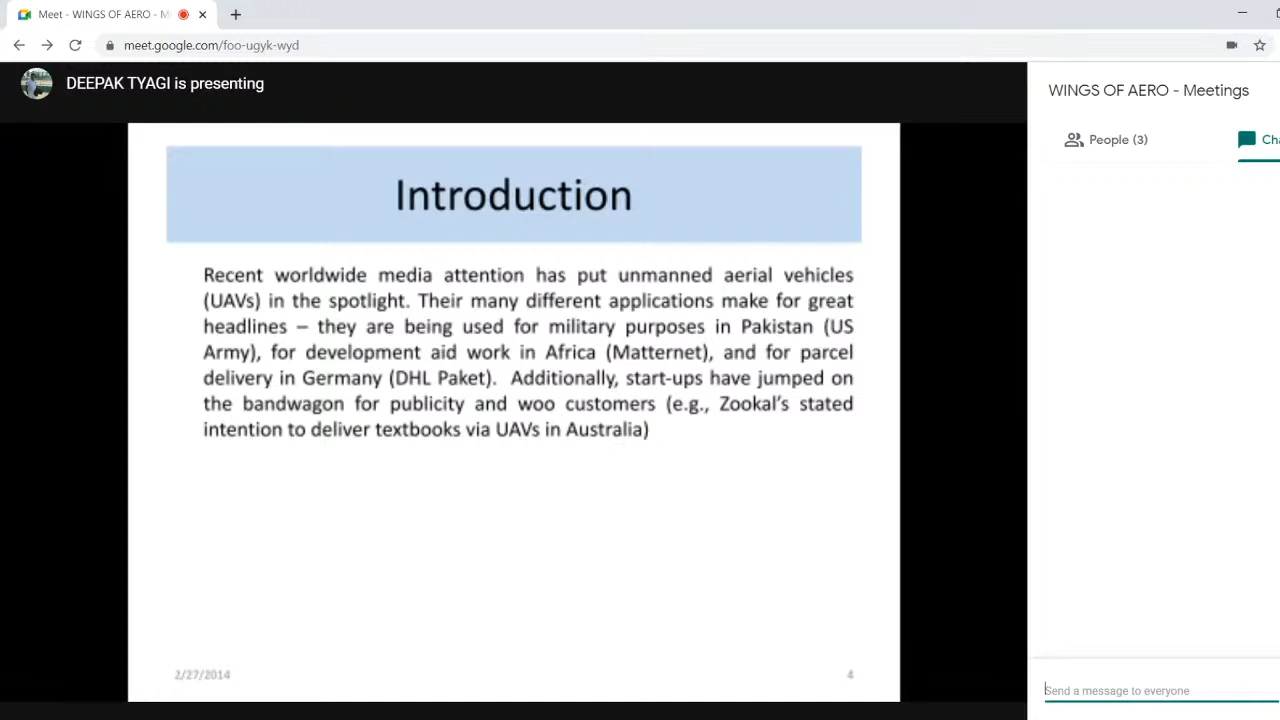 Meet - WINGS OF AERO - M
meet.google.com/foo-ugyk-wyd
DEEPAK TYAGI is presenting
WINGS OF AERO - Meetings
People (3)
Cha
Introduction
Recent worldwide media attention has put unmanned aerial vehicles
(UAVs) in the spotlight. Their many different applications make for great
headlines – they are being used for military purposes in Pakistan (US
Army), for development aid work in Africa (Matternet), and for parcel
delivery in Germany (DHL Paket). Additionally, start-ups have jumped on
the bandwagon for publicity and woo customers (e.g., Zookal's stated
intention to deliver textbooks via UAVs in Australia)
2/27/2014
4
Send a message to everyone